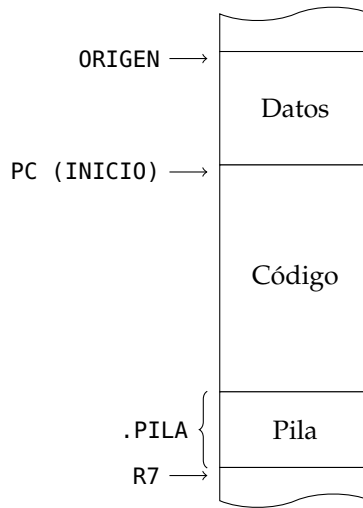 ORIGEN
Datos
PC (INICIO)
Código
.PILA
Pila
R7